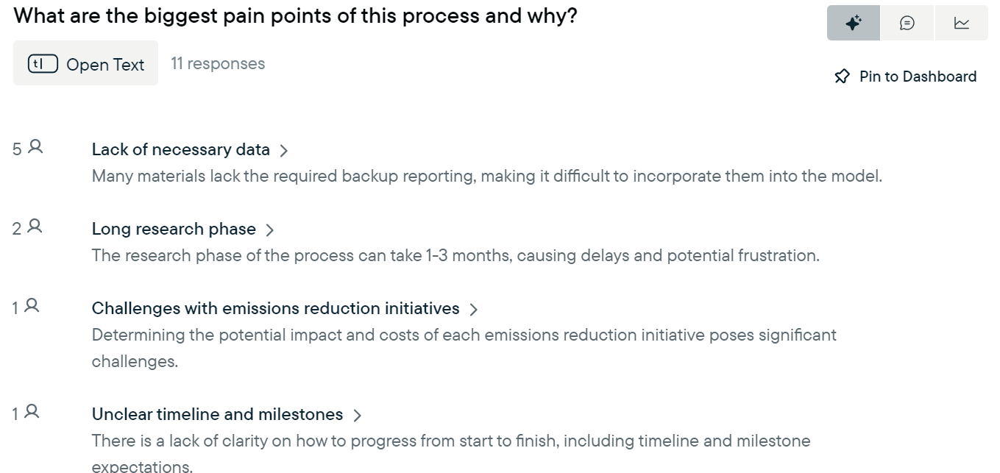 What are the biggest pain points of this process and why?
tI Open Text 11 responses
Pin to Dashboard
5 Lack of necessary data
Many materials lack the required backup reporting, making it difficult to incorporate them into the model.
2 Long research phase
The research phase of the process can take 1-3 months, causing delays and potential frustration.
1 Challenges with emissions reduction initiatives
Determining the potential impact and costs of each emissions reduction initiative poses significant
challenges.
1 Unclear timeline and milestones
There is a lack of clarity on how to progress from start to finish, including timeline and milestone
expectations.